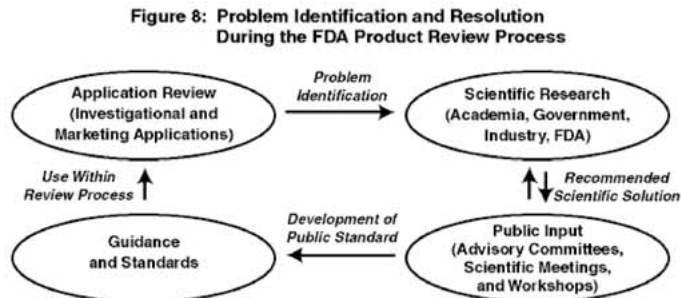 Figure 8: Problem Identification and Resolution
During the FDA Product Review Process
Application Review
(Investigational and
Marketing Applications)
Problem
Identification
Scientific Research
(Academia, Government,
Industry, FDA)
Use Within
Review Process
Recommended
Scientific Solution
Guidance
and Standards
Development of
Public Standard
Public Input
(Advisory Committees,
Scientific Meetings,
and Workshops)